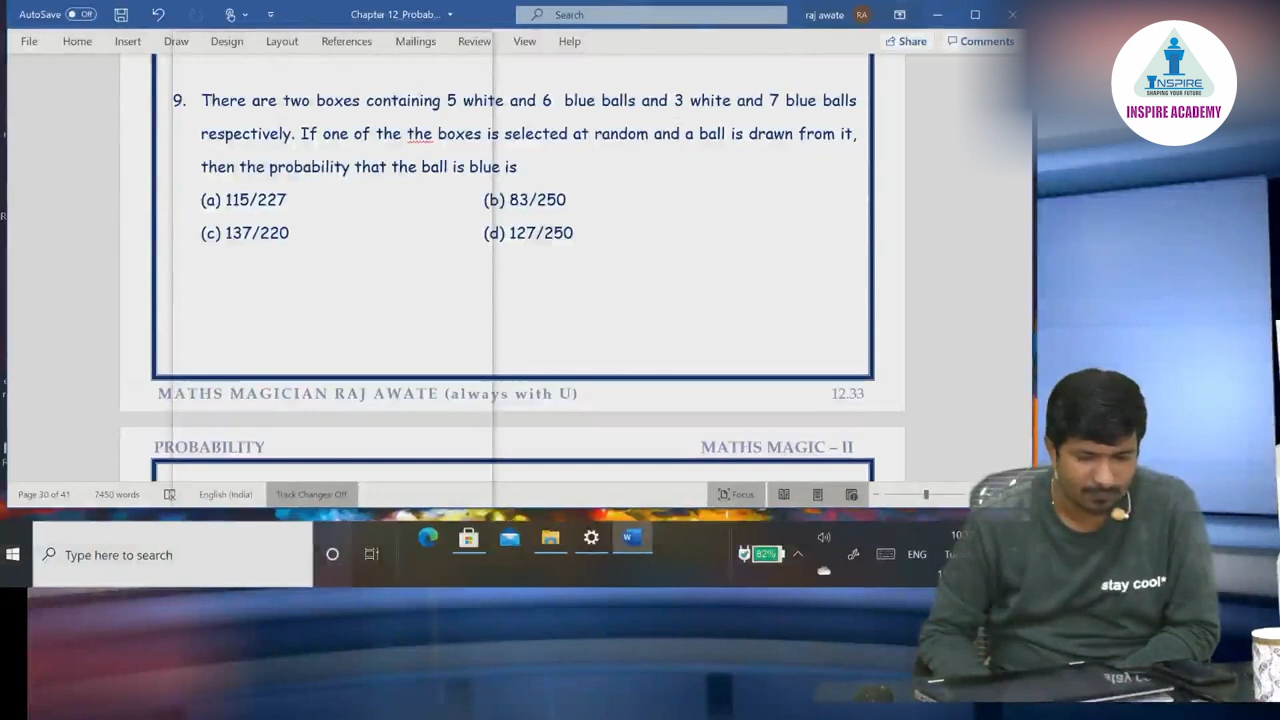 AutoSave Off Chapter 12_Probab... Search raj awate RA
File Home Insert Draw Design Layout References Mailings Review View Help Share Comments
INSPIRE
SHAPING YOUR FUTURE
INSPIRE ACADEMY
9. There are two boxes containing 5 white and 6 blue balls and 3 white and 7 blue balls
respectively. If one of the the boxes is selected at random and a ball is drawn from it,
then the probability that the ball is blue is
(a) 115/227 (b) 83/250
(c) 137/220 (d) 127/250
MATHS MAGICIAN RAJ AWATE (always with U) 12.33
PROBABILITY MATHS MAGIC – II
Page 30 of 41 7450 words English (India) Track Changes: Off Focus
Type here to search 82% ENG
stay cool*